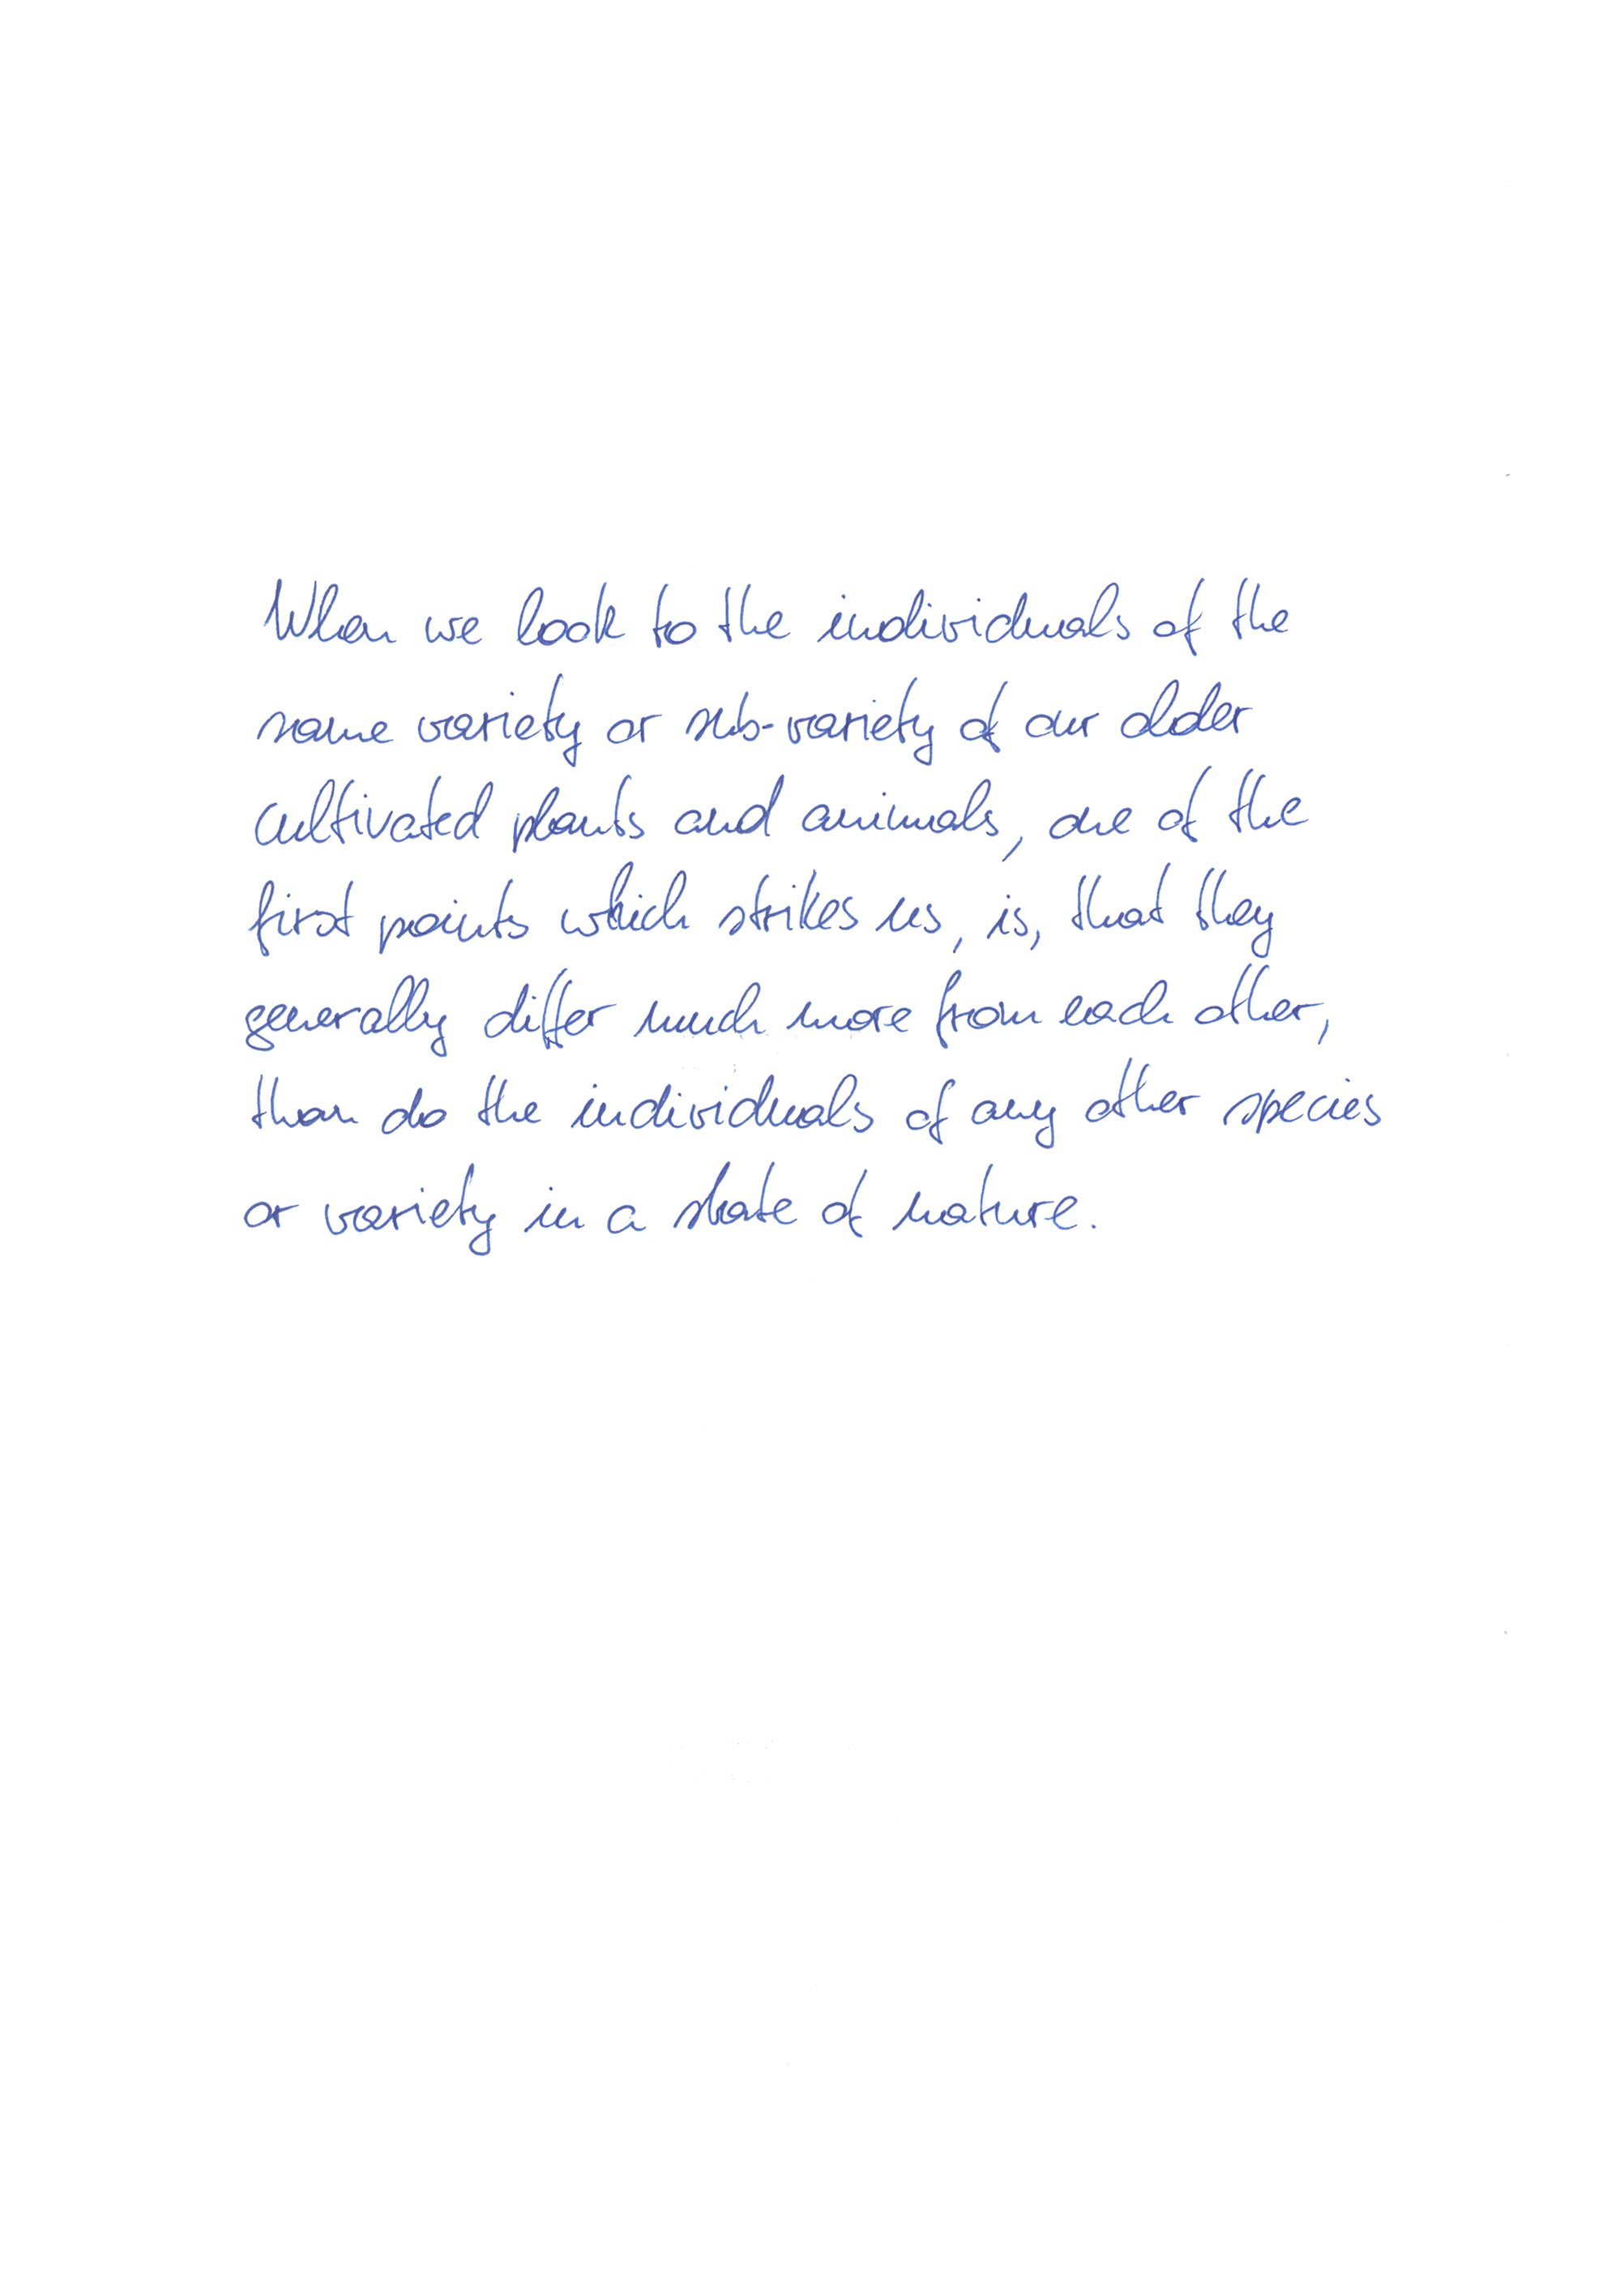 When we look to the individuals of the
same variety or sub-variety of our older
cultivated plants and animals, one of the
first points which strikes us, is, that they
generally differ much more from each other,
than do the individuals of any other species
or variety in a state of nature.